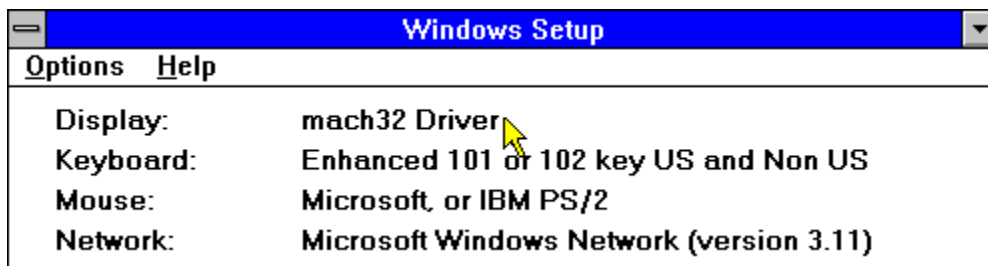 Windows Setup
Options Help
Display: mach32 Driver
Keyboard: Enhanced 101 or 102 key US and Non US
Mouse: Microsoft, or IBM PS/2
Network: Microsoft Windows Network (version 3.11)